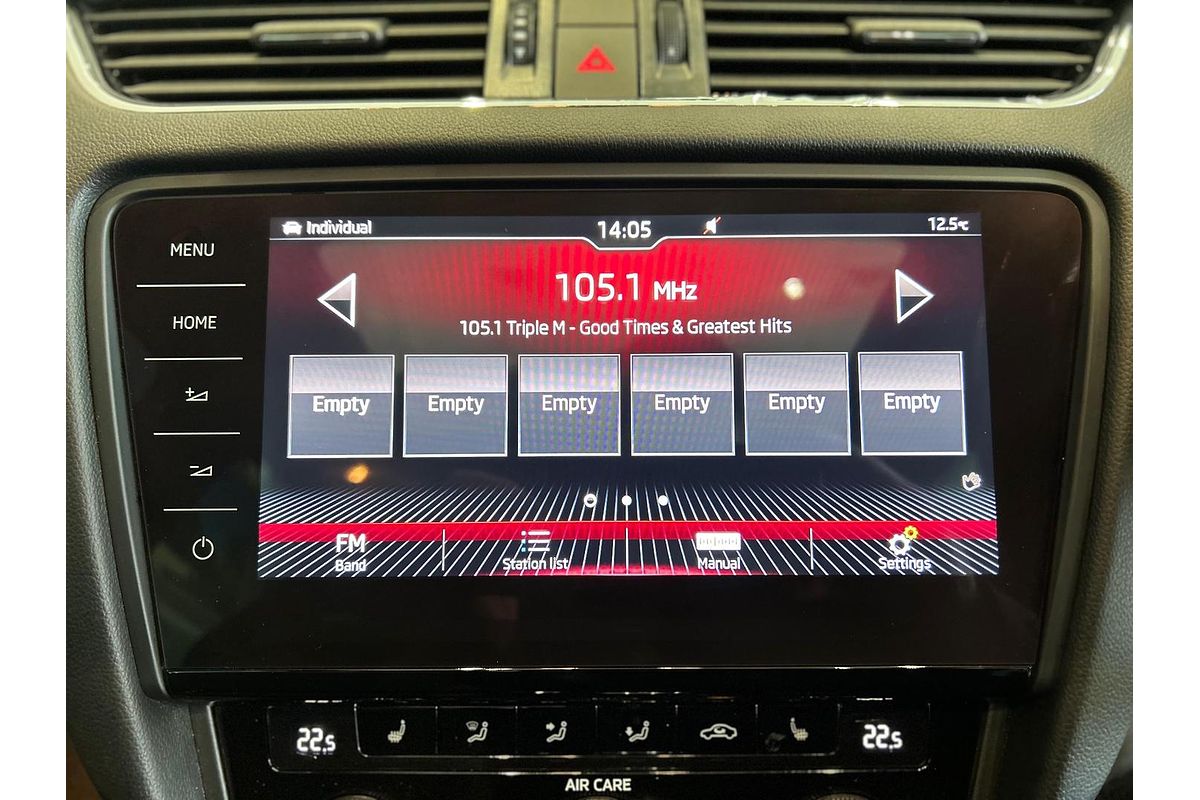 Individual 14:05 12.5°C
MENU
105.1 MHz
HOME
105.1 Triple M - Good Times & Greatest Hits
Empty Empty Empty Empty Empty Empty
FM
Band Station list Manual Settings
22.5 22.5
AIR CARE